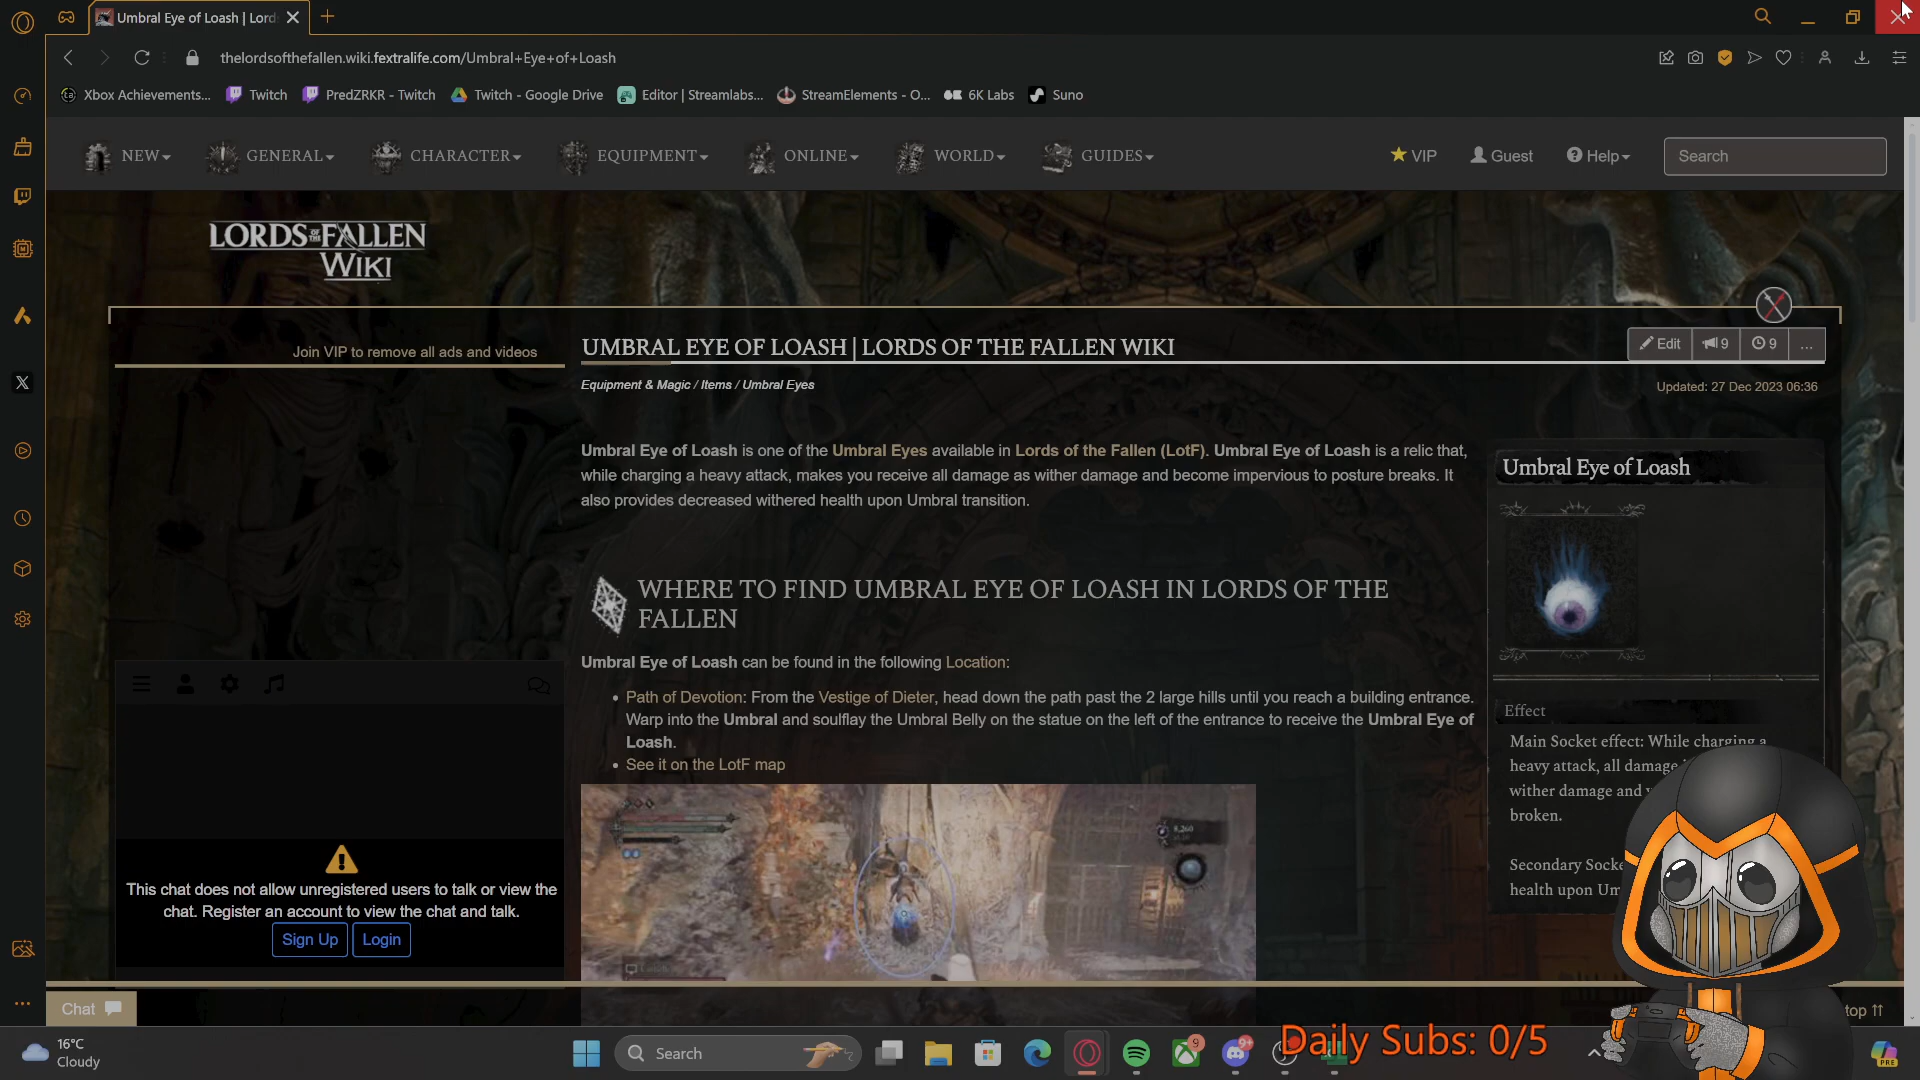 Umbral Eye of Loash | Lord
thelordsofthefallen.wiki.fextralife.com/Umbral+Eye+of+Loash
Xbox Achievements... Twitch PredZRKR - Twitch Twitch - Google Drive Editor | Streamlabs... StreamElements - O... 6K Labs Suno
NEW GENERAL CHARACTER EQUIPMENT ONLINE WORLD GUIDES VIP Guest Help Search
LORDS OF THE FALLEN
WIKI
Join VIP to remove all ads and videos
UMBRAL EYE OF LOASH | LORDS OF THE FALLEN WIKI
Edit 9 9 ...
Equipment & Magic / Items / Umbral Eyes
Updated: 27 Dec 2023 06:36
Umbral Eye of Loash is one of the Umbral Eyes available in Lords of the Fallen (LotF). Umbral Eye of Loash is a relic that,
while charging a heavy attack, makes you receive all damage as wither damage and become impervious to posture breaks. It
also provides decreased withered health upon Umbral transition.
Umbral Eye of Loash
WHERE TO FIND UMBRAL EYE OF LOASH IN LORDS OF THE
FALLEN
Umbral Eye of Loash can be found in the following Location:
Path of Devotion: From the Vestige of Dieter, head down the path past the 2 large hills until you reach a building entrance.
Warp into the Umbral and soulflay the Umbral Belly on the statue on the left of the entrance to receive the Umbral Eye of
Loash.
See it on the LotF map
Effect
Main Socket effect: While charging a
heavy attack, all damage
wither damage and
broken.
Secondary Socke
health upon Um
8,260
This chat does not allow unregistered users to talk or view the
chat. Register an account to view the chat and talk.
Sign Up Login
Chat
top
16°C
Cloudy
Search
9
9+
Daily Subs: 0/5
PRE